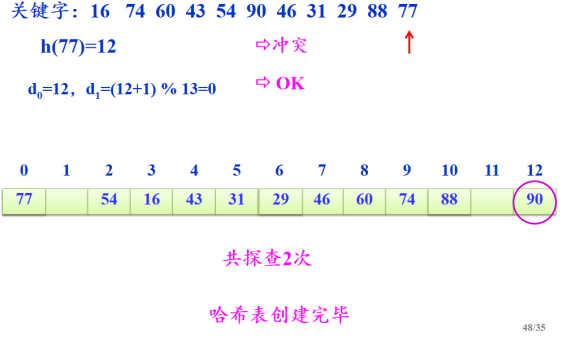 关键字：16 74 60 43 54 90 46 31 29 88 77
h(77)=12 ⇨冲突
d₀=12，d₁=(12+1) % 13=0 ⇨ OK
0 1 2 3 4 5 6 7 8 9 10 11 12
77 54 16 43 31 29 46 60 74 88 90
共探查2次
哈希表创建完毕
48/35